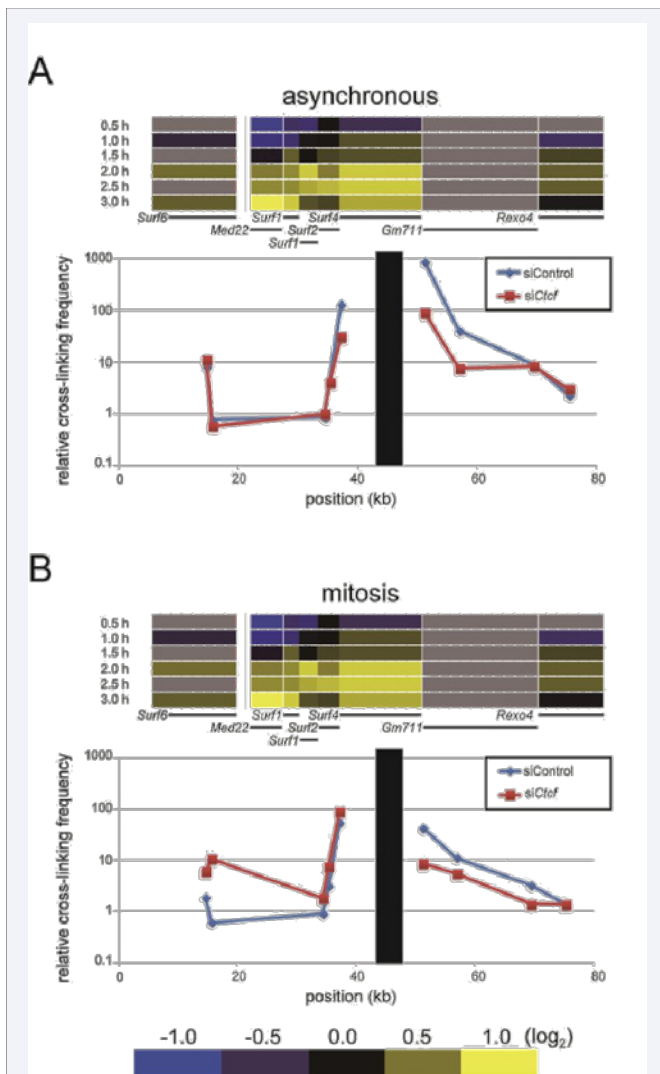 A
asynchronous
0.5 h
1.0 h
1.5 h
2.0 h
2.5 h
3.0 h
Surf6 Surf1 Surf4 Rexo4
Med22 Surf2 Gm711
Surf1
relative cross-linking frequency
1000
100
10
1
0.1
siControl
siCtcf
0 20 40 60 80
position (kb)
B
mitosis
0.5 h
1.0 h
1.5 h
2.0 h
2.5 h
3.0 h
Surf6 Surf1 Surf4 Rexo4
Med22 Surf2 Gm711
Surf1
relative cross-linking frequency
1000
100
10
1
0.1
siControl
siCtcf
0 20 40 60 80
position (kb)
-1.0 -0.5 0.0 0.5 1.0 (log2)